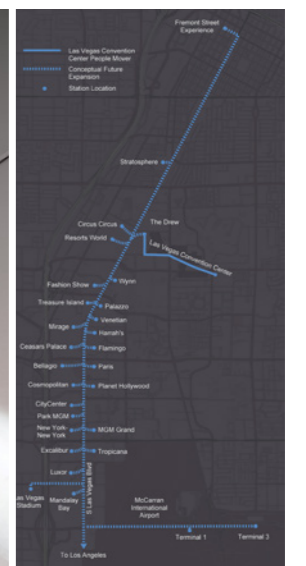 Fremont Street
Experience
Las Vegas Convention
Center People Mover
Conceptual Future
Expansion
Station Location
Stratosphere
Circus Circus
The Drew
Resorts World
Las Vegas Convention Center
Wynn
Fashion Show
Treasure Island
Palazzo
Venetian
Mirage
Harrah's
Ceasars Palace
Flamingo
Bellagio
Paris
Cosmopolitan
Planet Hollywood
CityCenter
Park MGM
New York-
New York
MGM Grand
Excalibur
Tropicana
Luxor
S Las Vegas Blvd
as Vegas
Stadium
Mandalay
Bay
McCarran
International
Airport
Terminal 1
Terminal 3
To Los Angeles